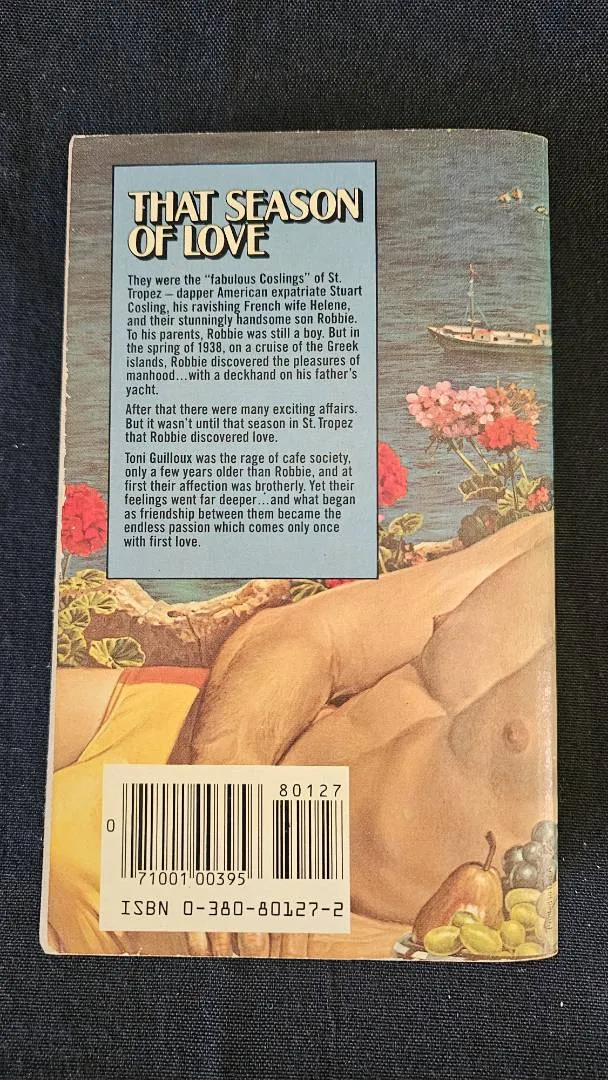 THAT SEASON
OF LOVE
They were the "fabulous Coslings" of St.
Tropez – dapper American expatriate Stuart
Cosling, his ravishing French wife Helene,
and their stunningly handsome son Robbie.
To his parents, Robbie was still a boy. But in
the spring of 1938, on a cruise of the Greek
islands, Robbie discovered the pleasures of
manhood...with a deckhand on his father's
yacht.
After that there were many exciting affairs.
But it wasn't until that season in St. Tropez
that Robbie discovered love.
Toni Guilloux was the rage of cafe society,
only a few years older than Robbie, and at
first their affection was brotherly. Yet their
feelings went far deeper...and what began
as friendship between them became the
endless passion which comes only once
with first love.
80127
0
71001 00395
ISBN 0-380-80127-2